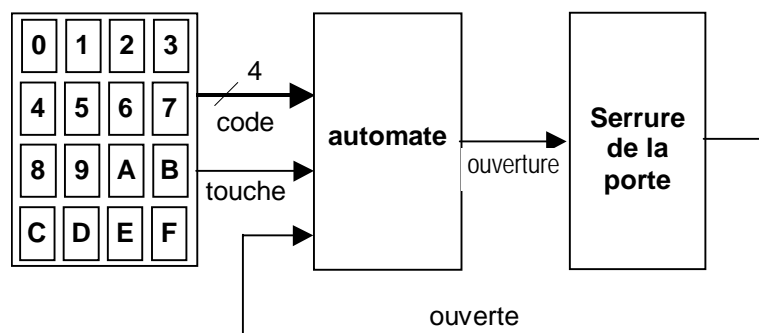 0 1 2 3
4 5 6 7
8 9 A B
C D E F
4
code
touche
automate
ouverture
Serrure
de la
porte
ouverte